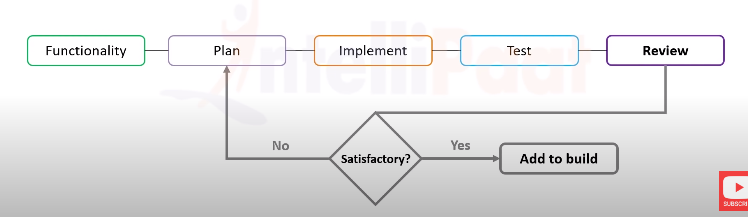 Functionality
Plan
Implement
Test
Review
No
Satisfactory?
Yes
Add to build